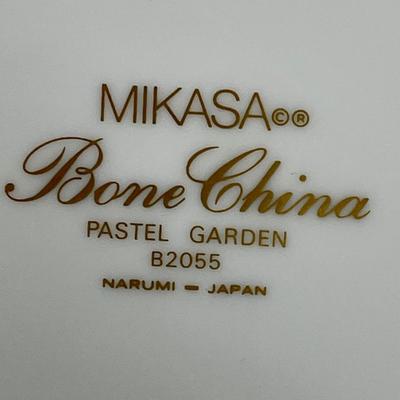 MIKASA©®
Bone China
PASTEL GARDEN
B2055
NARUMI – JAPAN